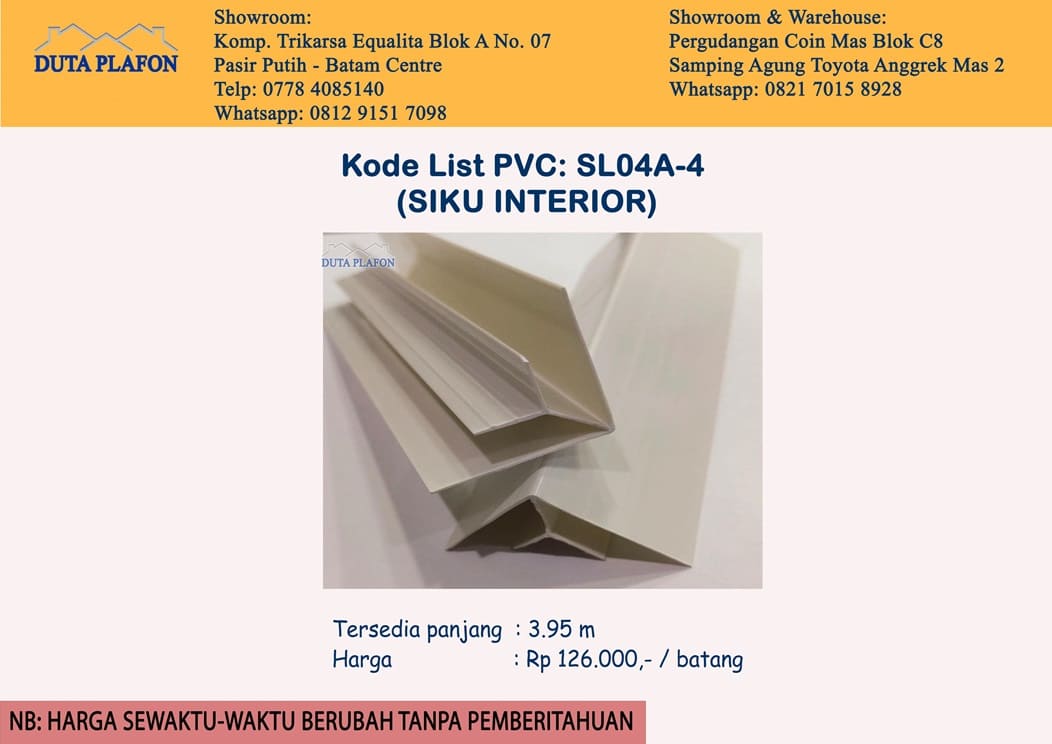 DUTA PLAFON
Showroom:
Komp. Trikarsa Equalita Blok A No. 07
Pasir Putih - Batam Centre
Telp: 0778 4085140
Whatsapp: 0812 9151 7098
Showroom & Warehouse:
Pergudangan Coin Mas Blok C8
Samping Agung Toyota Anggrek Mas 2
Whatsapp: 0821 7015 8928
Kode List PVC: SL04A-4
(SIKU INTERIOR)
DUTA PLAFON
Tersedia panjang : 3.95 m
Harga : Rp 126.000,- / batang
NB: HARGA SEWAKTU-WAKTU BERUBAH TANPA PEMBERITAHUAN